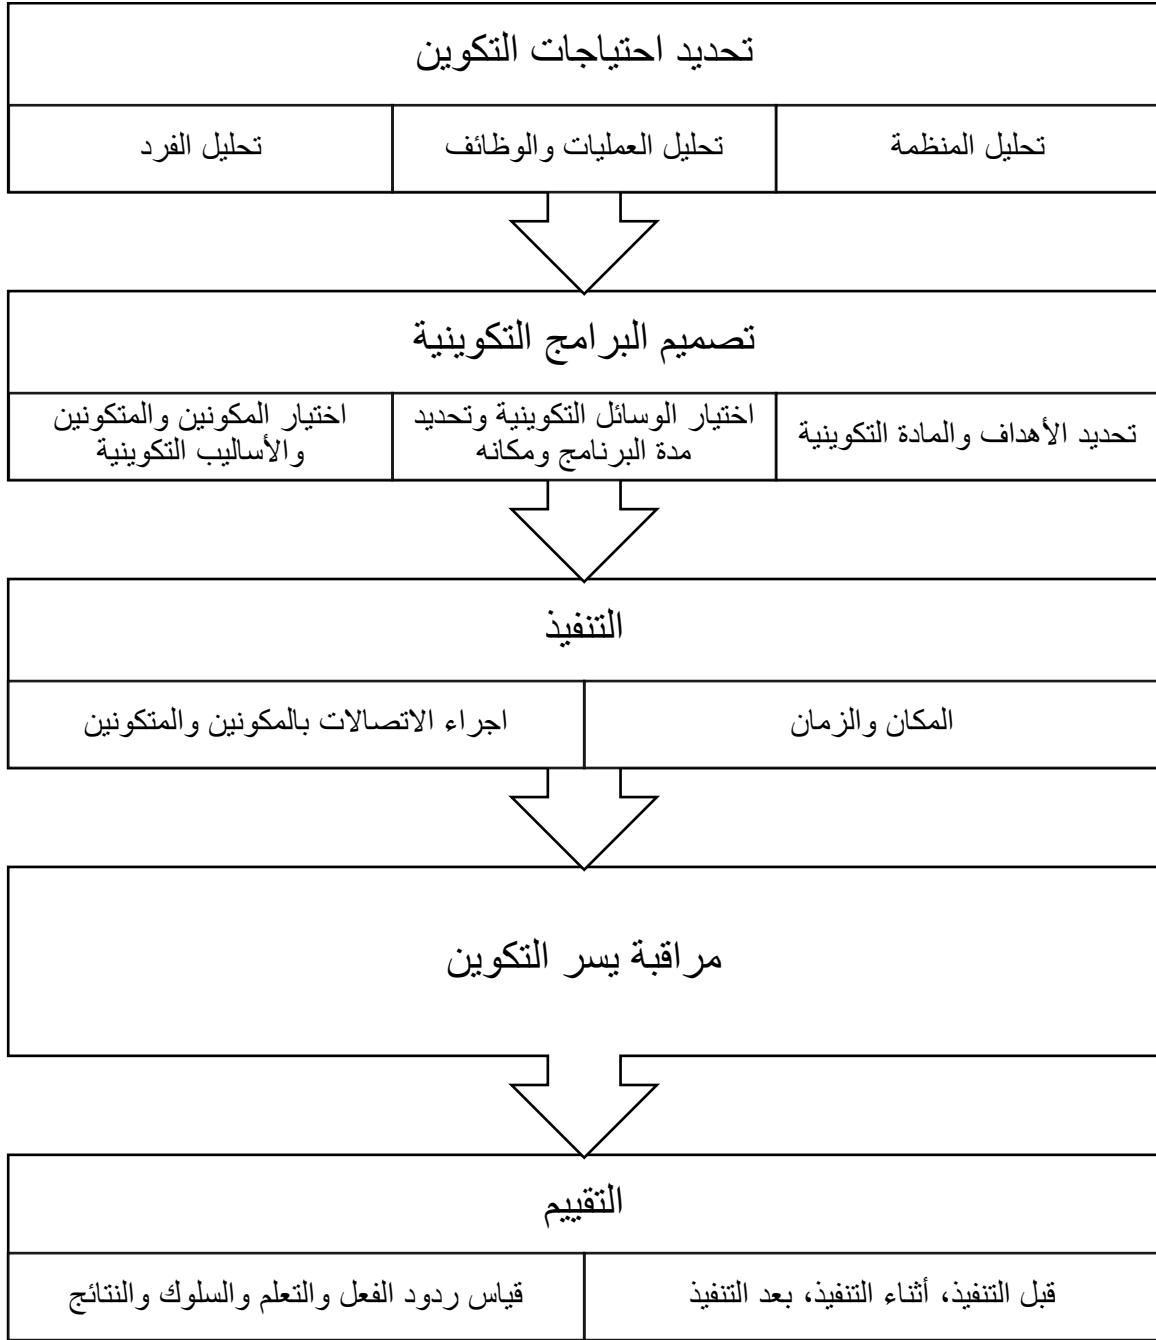 تحديد احتياجات التكوين
تحليل المنظمة
تحليل العمليات والوظائف
تحليل الفرد
تصميم البرامج التكوينية
تحديد الأهداف والمادة التكوينية
اختيار الوسائل التكوينية وتحديد
مدة البرنامج ومكانه
اختيار المكونين والمتكونين
والأساليب التكوينية
التنفيذ
المكان والزمان
اجراء الاتصالات بالمكونين والمتكونين
مراقبة يسر التكوين
التقييم
قبل التنفيذ، أثناء التنفيذ، بعد التنفيذ
قياس ردود الفعل والتعلم والسلوك والنتائج